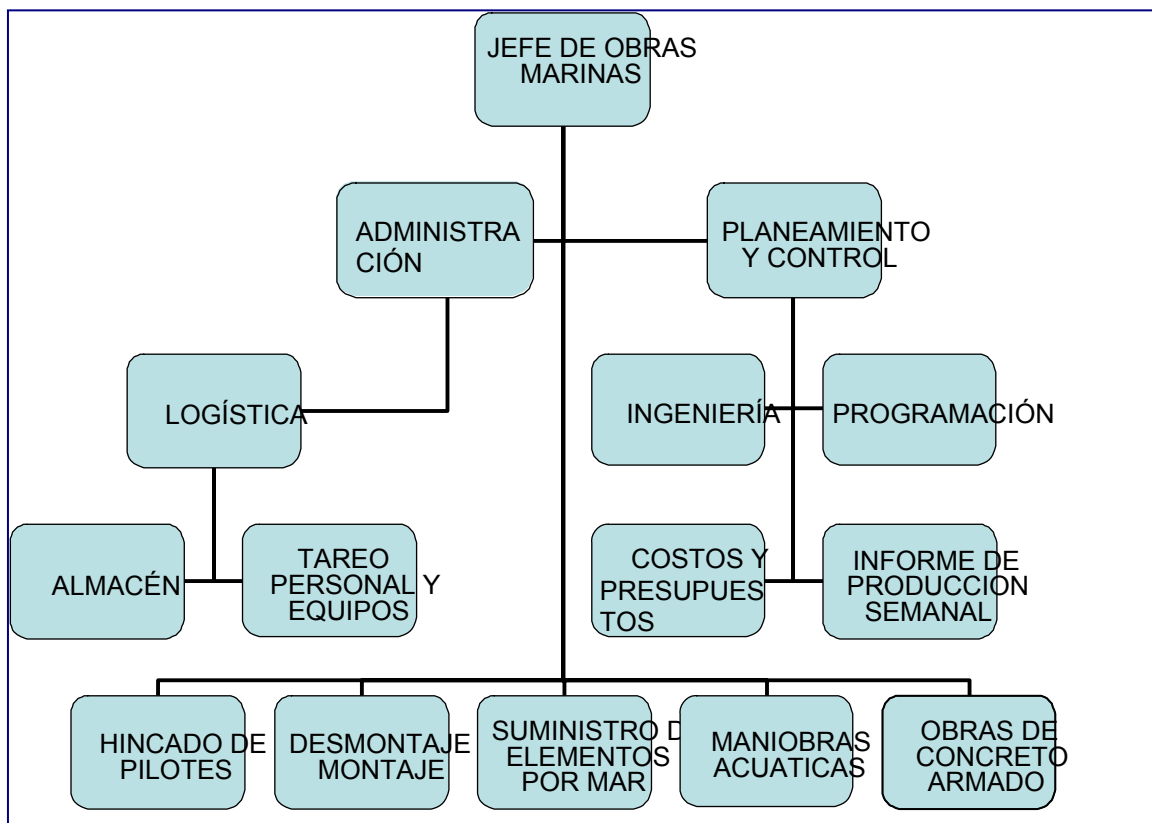 JEFE DE OBRAS
MARINAS
ADMINISTRA
CIÓN
PLANEAMIENTO
Y CONTROL
LOGÍSTICA
INGENIERÍA
PROGRAMACIÓN
ALMACÉN
TAREO
PERSONAL Y
EQUIPOS
COSTOS Y
PRESUPUES
TOS
INFORME DE
PRODUCCION
SEMANAL
HINCADO DE
PILOTES
DESMONTAJE
MONTAJE
SUMINISTRO D
ELEMENTOS
POR MAR
MANIOBRAS
ACUATICAS
OBRAS DE
CONCRETO
ARMADO